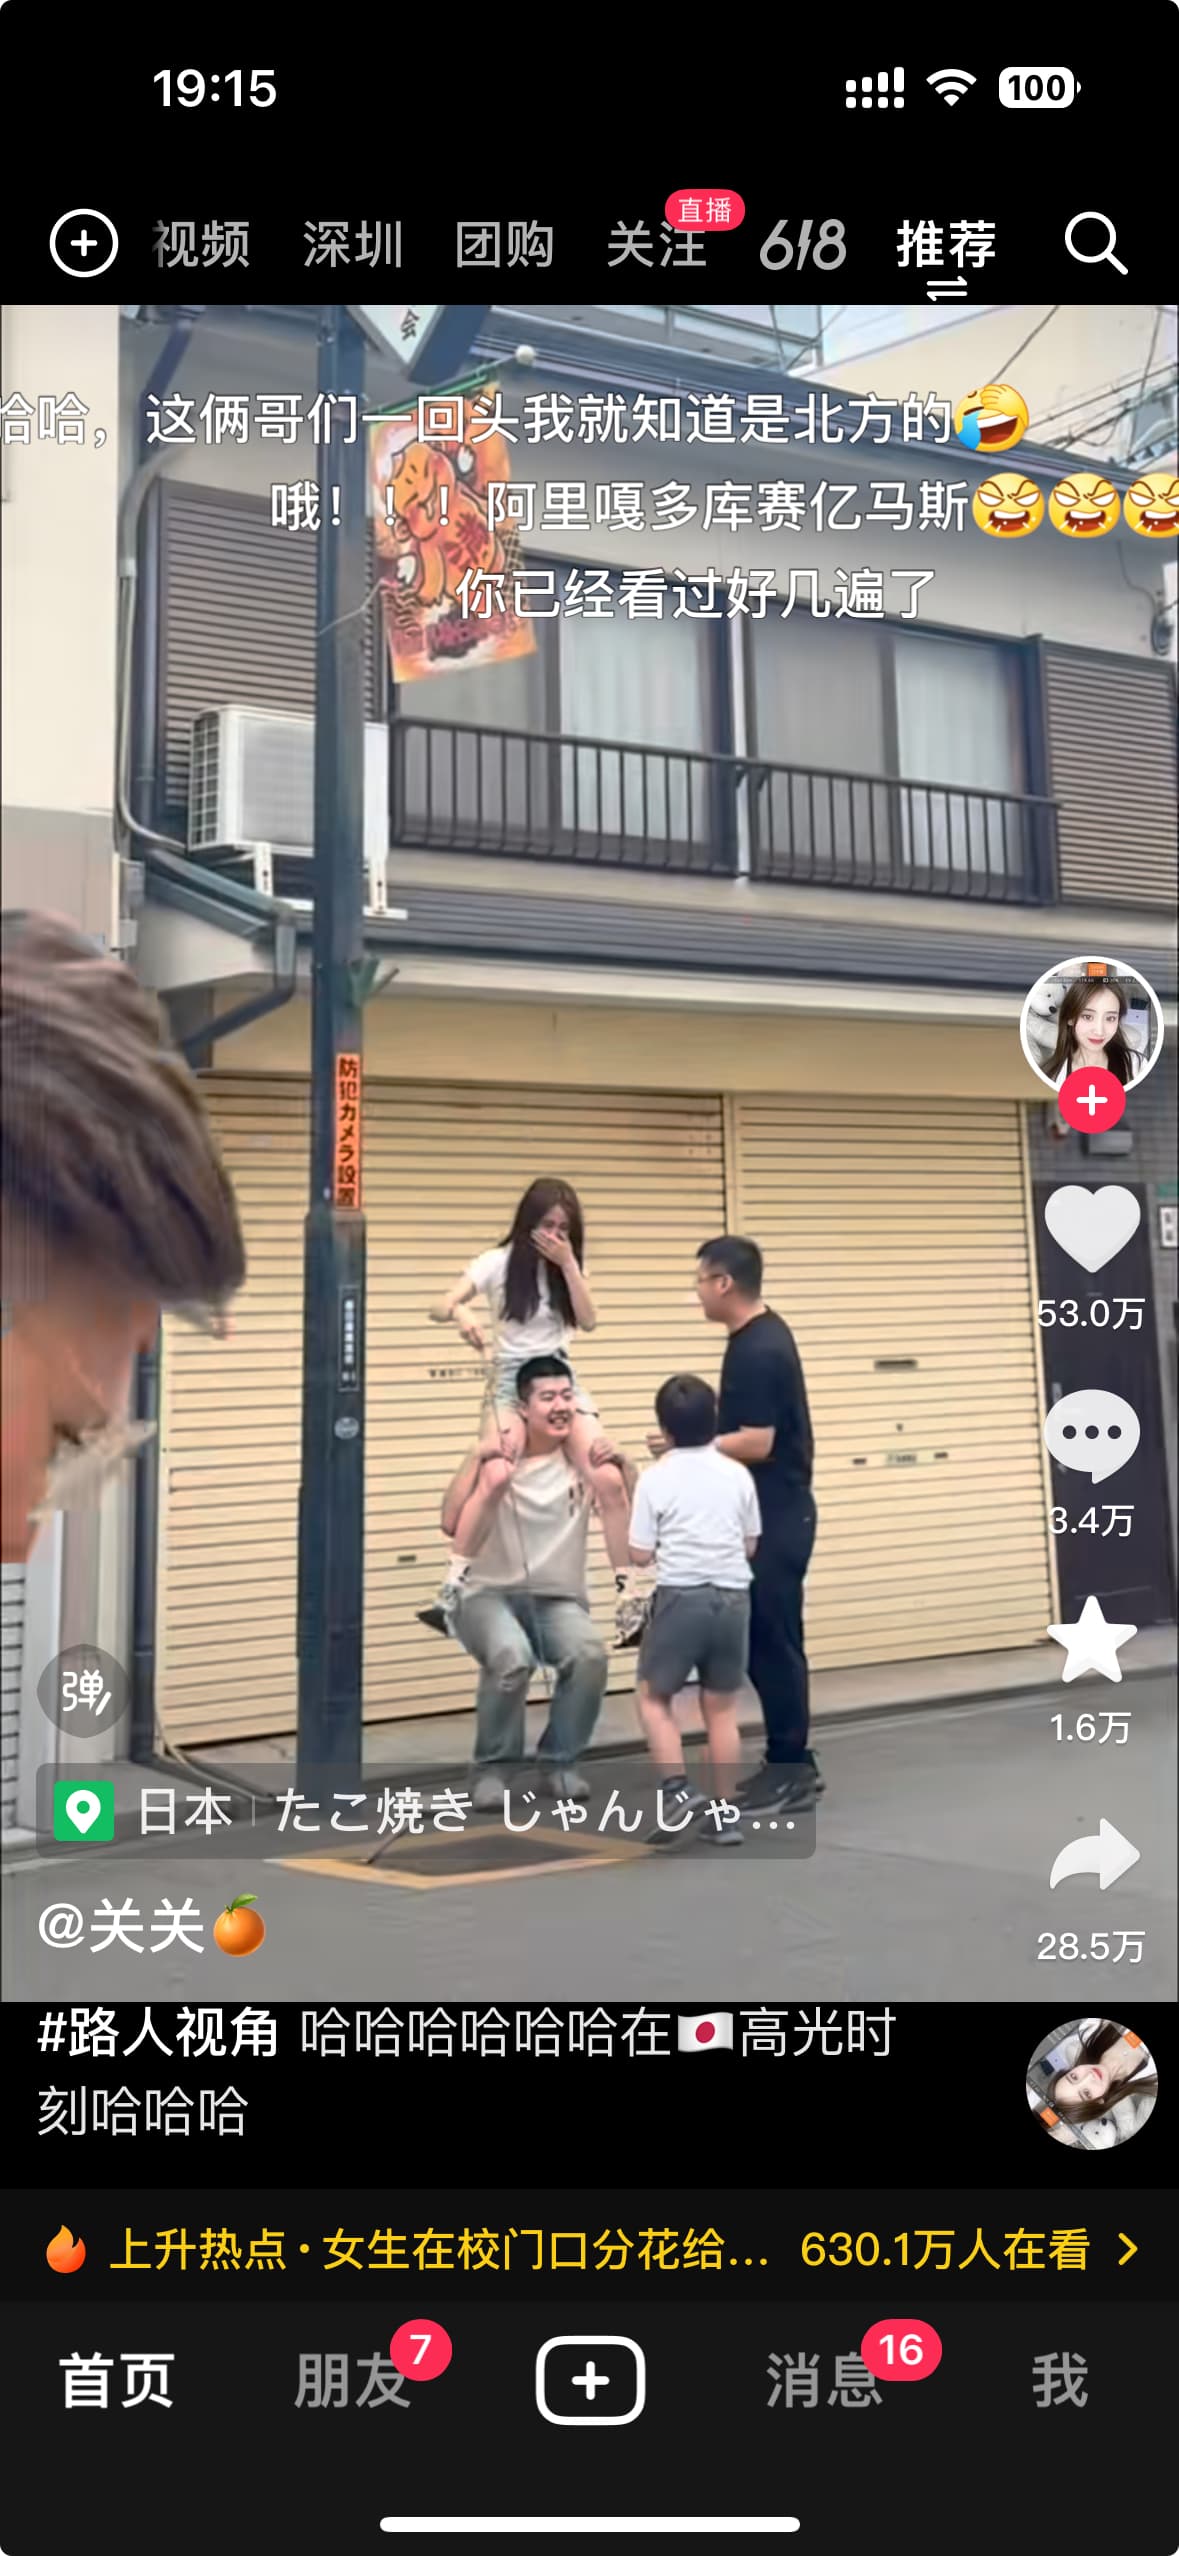 19:15
100
视频 深圳 团购 关注 直播 618 推荐
会
哈哈， 这俩哥们一回头我就知道是北方的🤣
哦！！！阿里嘎多库赛亿马斯
你已经看过好几遍了
防犯カメラ設置
53.0万
3.4万
1.6万
弹
日本 たこ焼き じゃんじゃ...
28.5万
@关关🍊
#路人视角 哈哈哈哈哈哈在🇯🇵高光时
刻哈哈哈
上升热点·女生在校门口分花给... 630.1万人在看
首页 朋友 7 消息 16 我